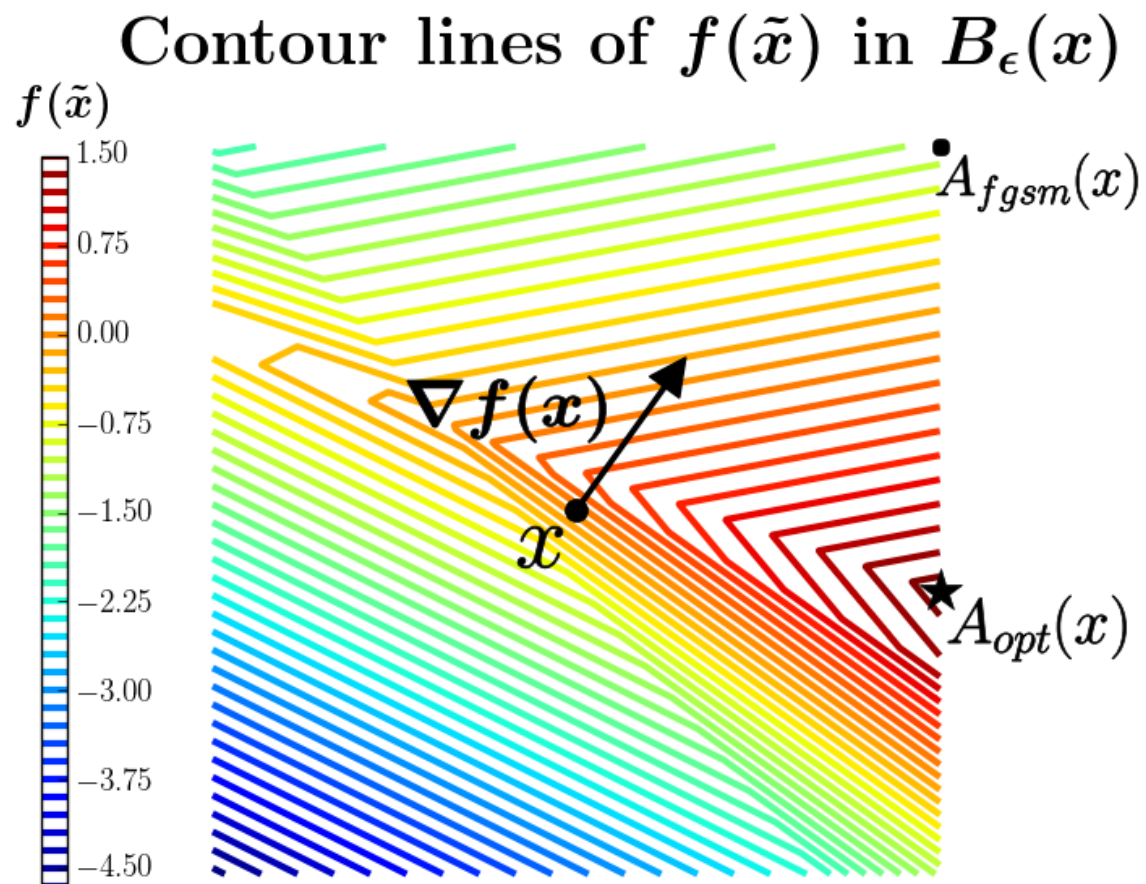 Contour lines of f(x̃) in B_ϵ(x)
f(x̃)
1.50
0.75
0.00
−0.75
−1.50
−2.25
−3.00
−3.75
−4.50
A_fgsm(x)
∇f(x)
x
A_opt(x)